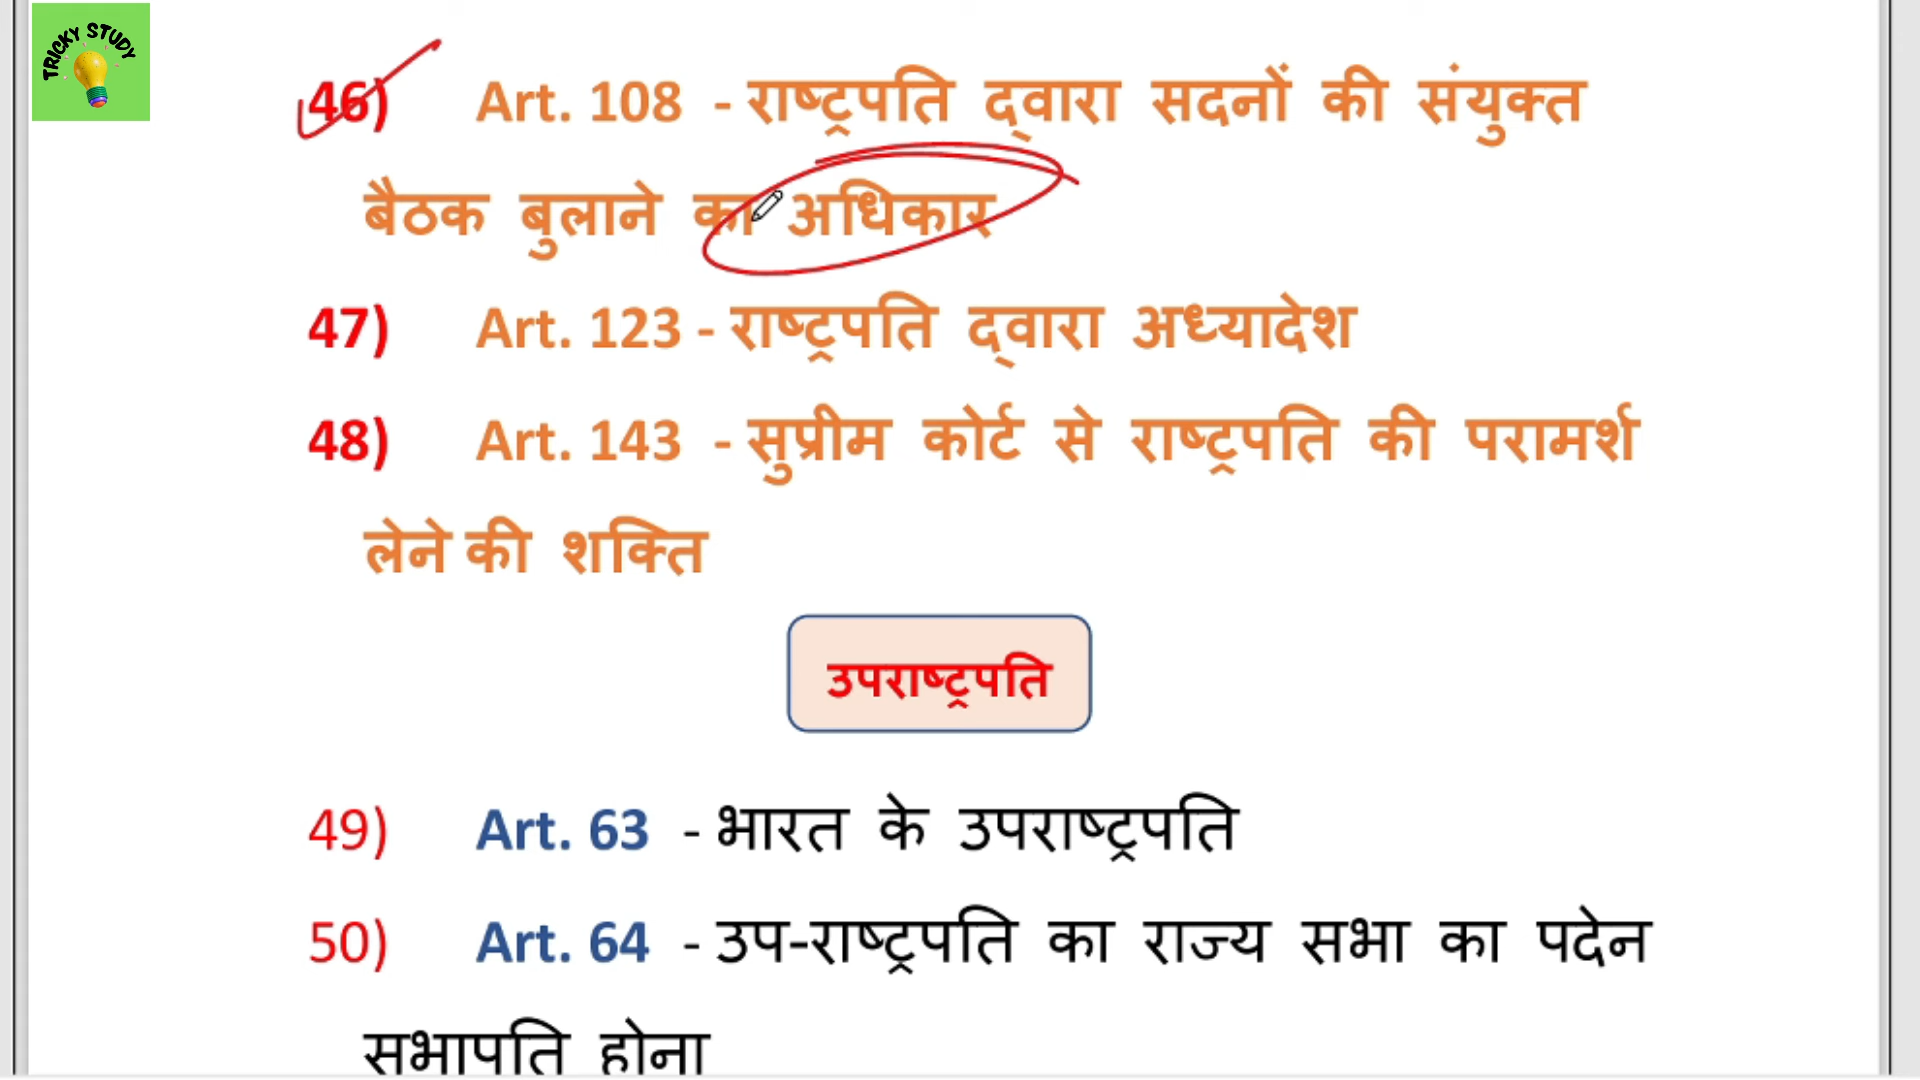 TRICKY STUDY
46) Art. 108 - राष्ट्रपति द्वारा सदनों की संयुक्त
बैठक बुलाने का अधिकार
47) Art. 123 - राष्ट्रपति द्वारा अध्यादेश
48) Art. 143 - सुप्रीम कोर्ट से राष्ट्रपति की परामर्श
लेने की शक्ति
उपराष्ट्रपति
49) Art. 63 - भारत के उपराष्ट्रपति
50) Art. 64 - उप-राष्ट्रपति का राज्य सभा का पदेन
सभापति होना